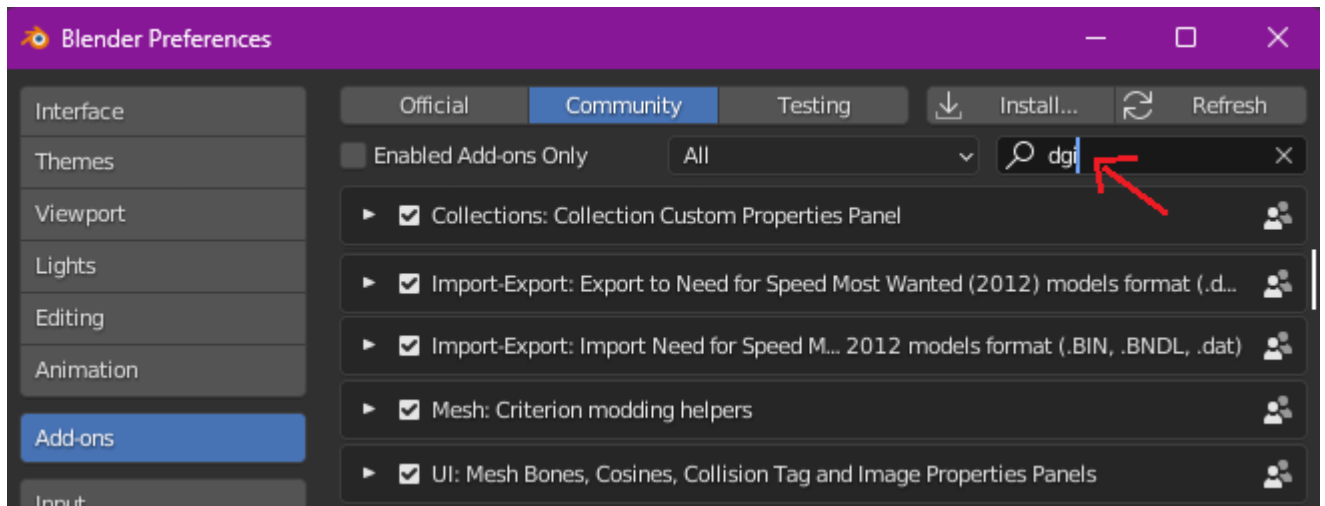 Blender Preferences
Interface
Themes
Viewport
Lights
Editing
Animation
Add-ons
Input
Official Community Testing Install... Refresh
Enabled Add-ons Only All dgi
Collections: Collection Custom Properties Panel
Import-Export: Export to Need for Speed Most Wanted (2012) models format (.d...
Import-Export: Import Need for Speed M... 2012 models format (.BIN, .BNDL, .dat)
Mesh: Criterion modding helpers
UI: Mesh Bones, Cosines, Collision Tag and Image Properties Panels